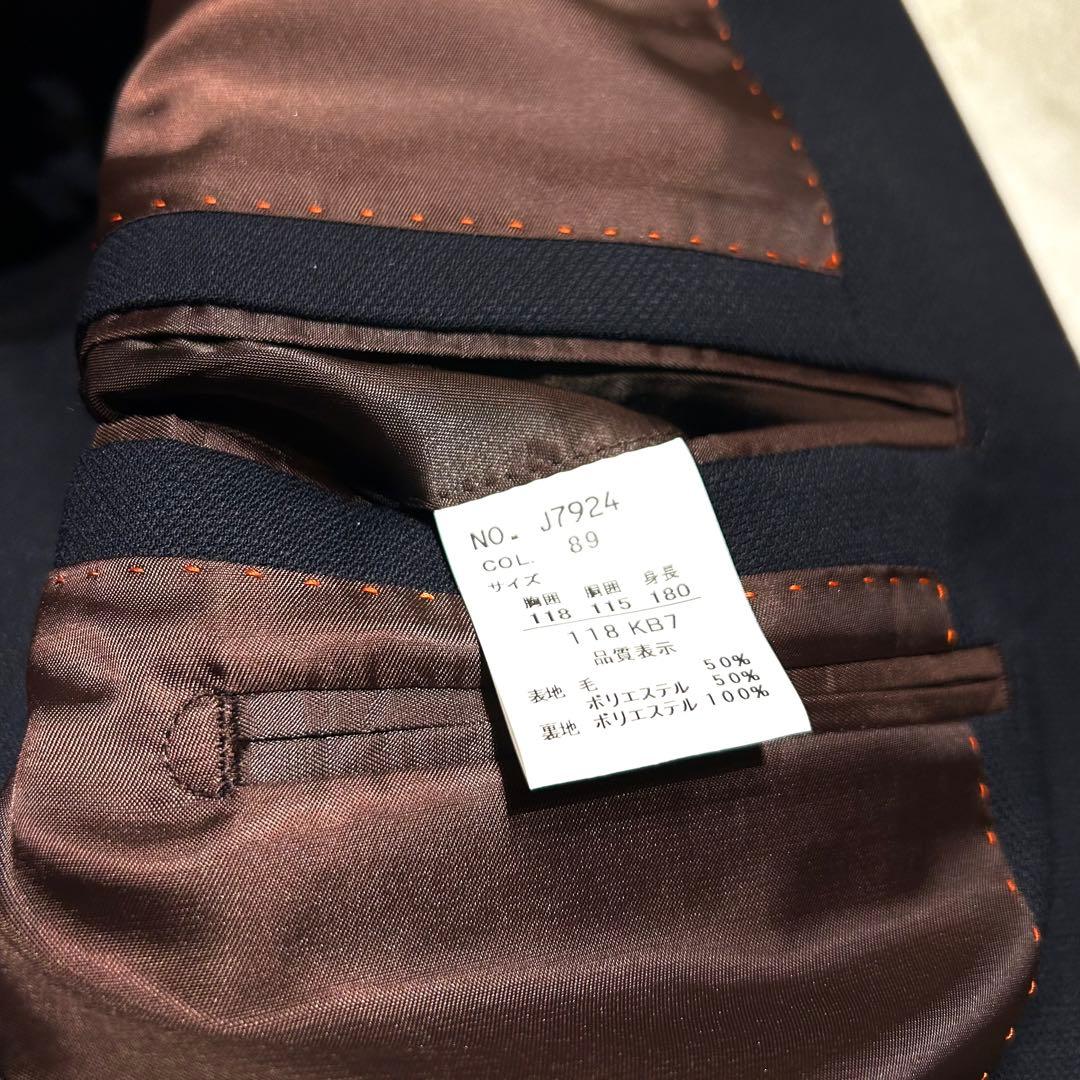 NO. J7924
COL. 89
サイズ
胸囲 胴囲 身長
118 115 180
118 KB7
品質表示
表地 毛 50%
ポリエステル 50%
裏地 ポリエステル 100%